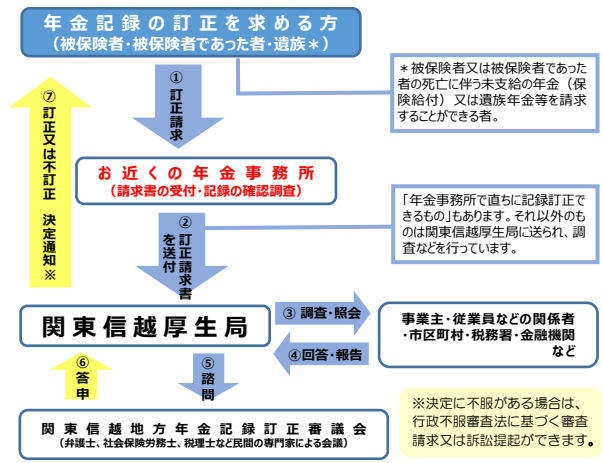 年金記録の訂正を求める方
（被保険者・被保険者であった者・遺族＊）
＊被保険者又は被保険者であった
者の死亡に伴う未支給の年金（保
険給付）又は遺族年金等を請求
することができる者。
①訂正請求
⑦訂正又は不訂正 決定通知※
お近くの年金事務所
（請求書の受付・記録の確認調査）
②訂正請求書
を送付
「年金事務所で直ちに記録訂正で
きるもの」もあります。それ以外のも
のは関東信越厚生局に送られ、調
査などを行っています。
関東信越厚生局
③調査・照会
④回答・報告
事業主・従業員などの関係者
・市区町村・税務署・金融機関
など
⑥答申
⑤諮問
関東信越地方年金記録訂正審議会
（弁護士、社会保険労務士、税理士など民間の専門家による会議）
※決定に不服がある場合は、
行政不服審査法に基づく審査
請求又は訴訟提起ができます。